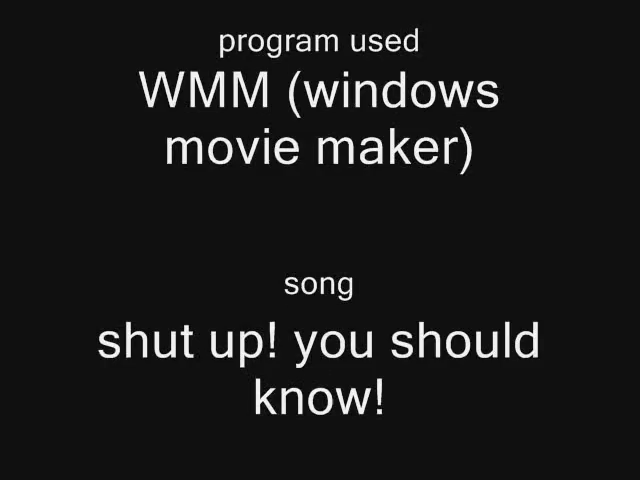 program used
WMM (windows
movie maker)
song
shut up! you should
know!